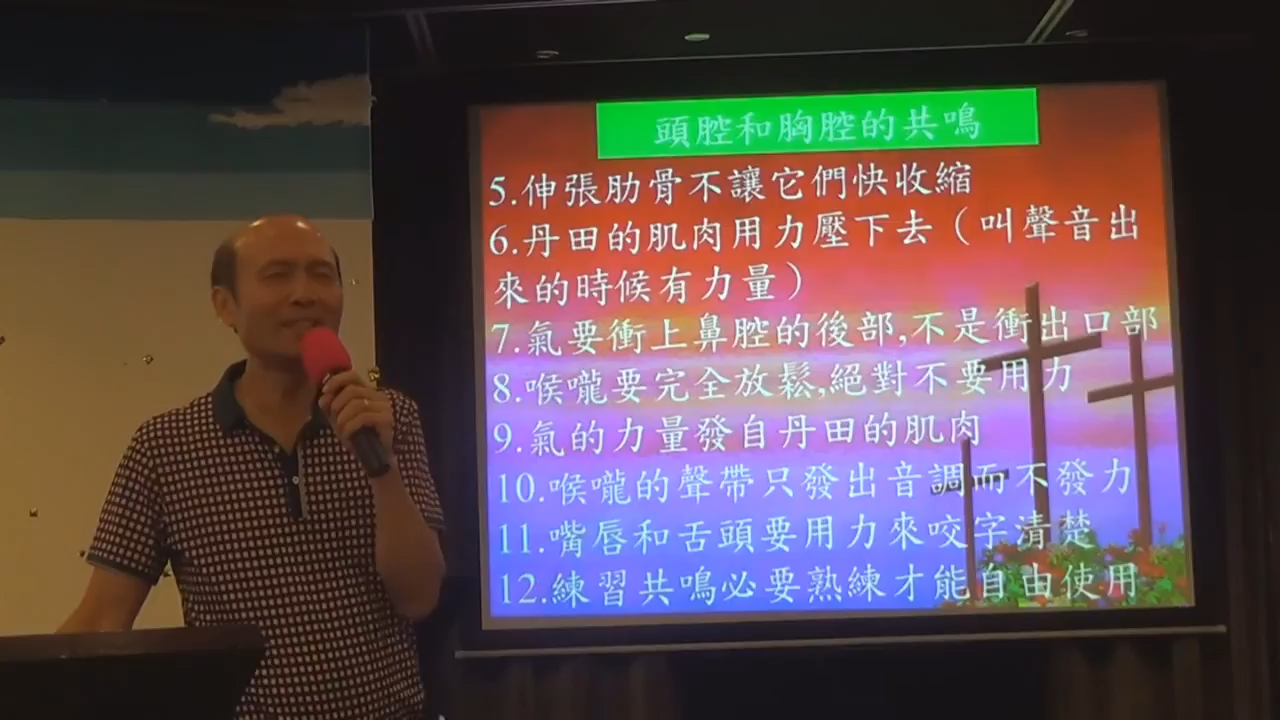 頭腔和胸腔的共鳴
5.伸張肋骨不讓它們快收縮
6.丹田的肌肉用力壓下去（叫聲音出
來的時候有力量）
7.氣要衝上鼻腔的後部,不是衝出口部
8.喉嚨要完全放鬆,絕對不要用力
9.氣的力量發自丹田的肌肉
10.喉嚨的聲帶只發出音調而不發力
11.嘴唇和舌頭要用力來咬字清楚
12.練習共鳴必要熟練才能自由使用